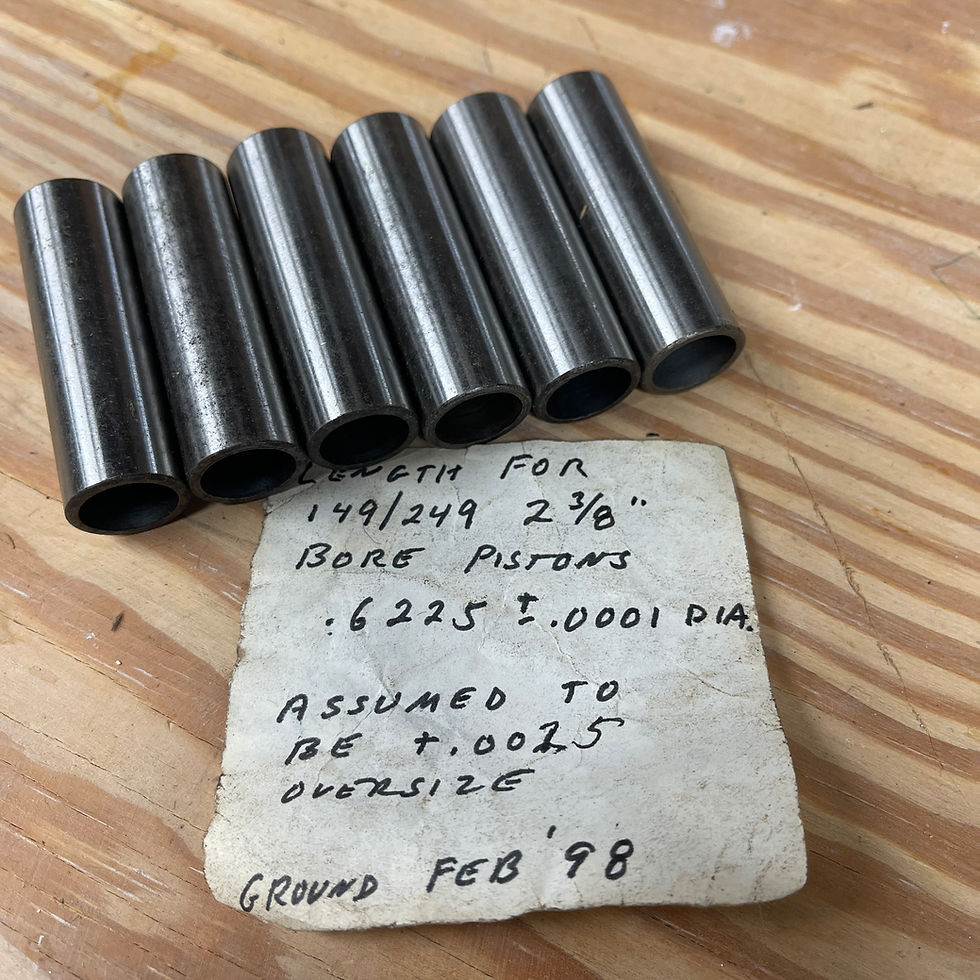 LENGTH FOR
149/249 2 3/8"
BORE PISTONS
.6225 ±.0001 DIA.
ASSUMED TO
BE +.0025
OVERSIZE
GROUND FEB '98